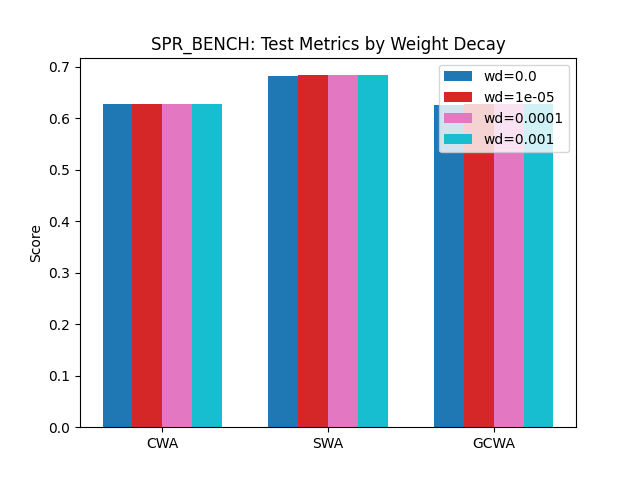 SPR_BENCH: Test Metrics by Weight Decay
0.7
0.6
0.5
0.4
0.3
0.2
0.1
0.0
Score
wd=0.0
wd=1e-05
wd=0.0001
wd=0.001
CWA
SWA
GCWA